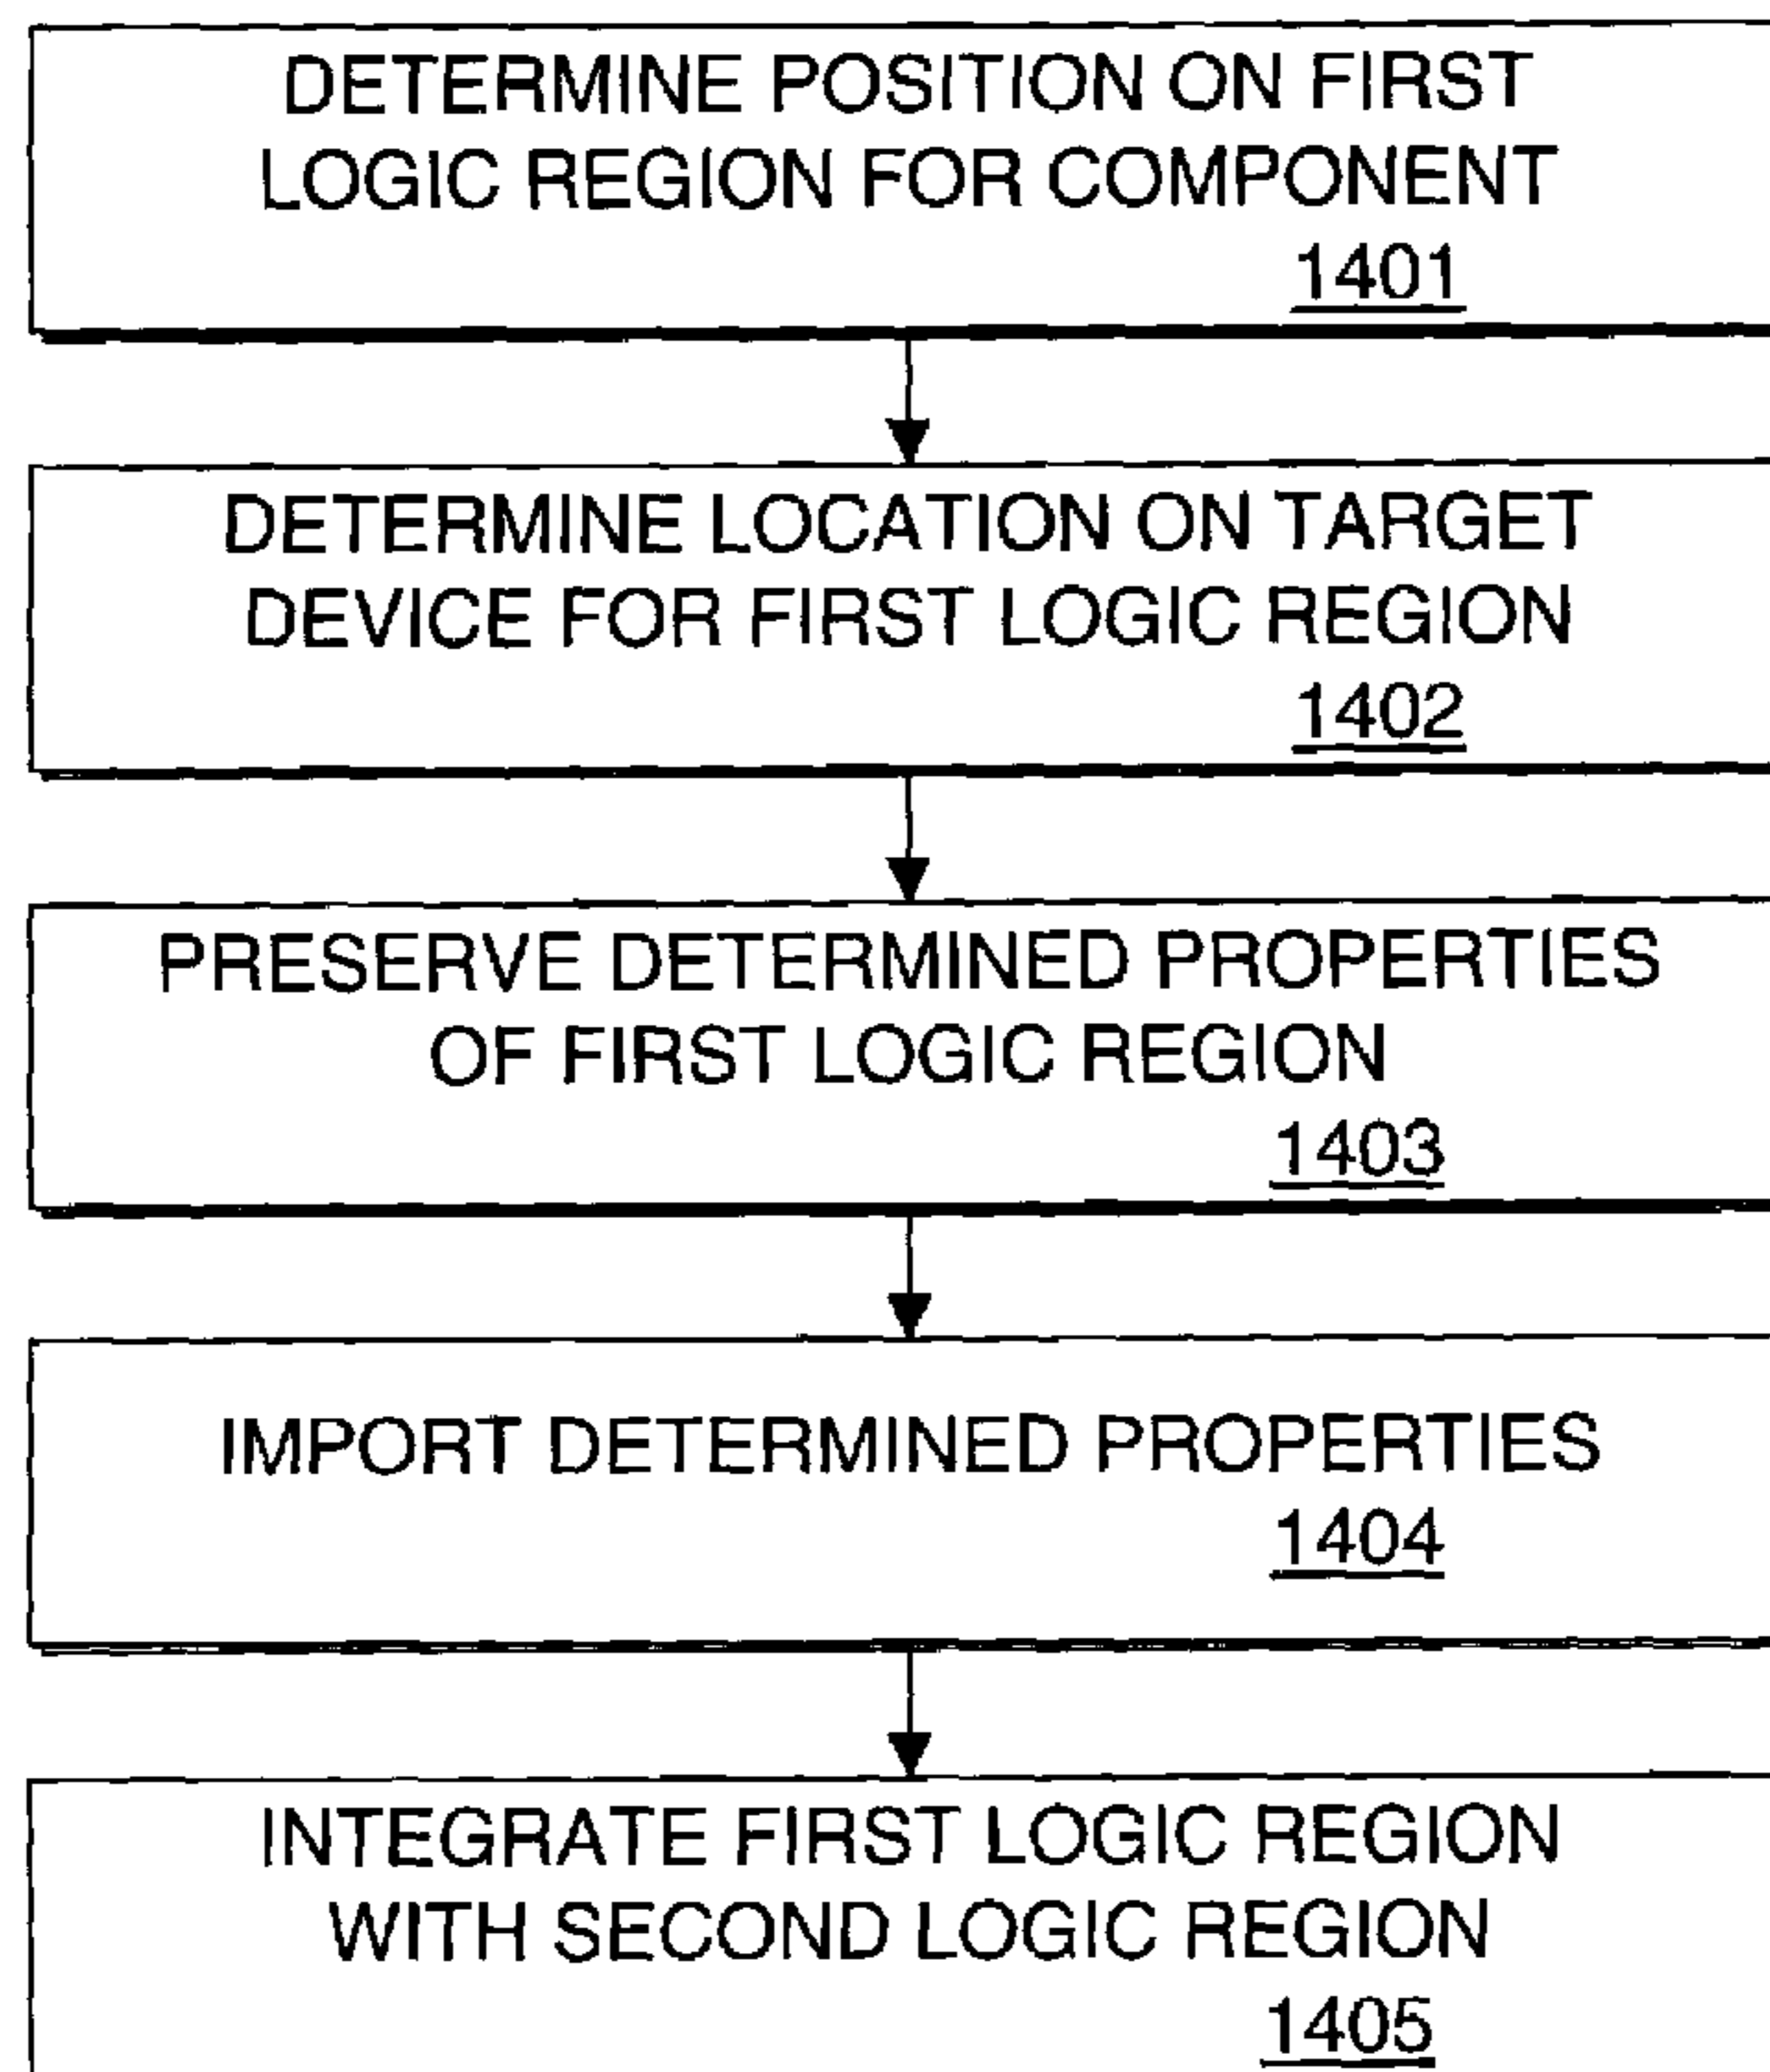 DETERMINE POSITION ON FIRST
LOGIC REGION FOR COMPONENT
1401
DETERMINE LOCATION ON TARGET
DEVICE FOR FIRST LOGIC REGION
1402
PRESERVE DETERMINED PROPERTIES
OF FIRST LOGIC REGION
1403
IMPORT DETERMINED PROPERTIES
1404
INTEGRATE FIRST LOGIC REGION
WITH SECOND LOGIC REGION
1405